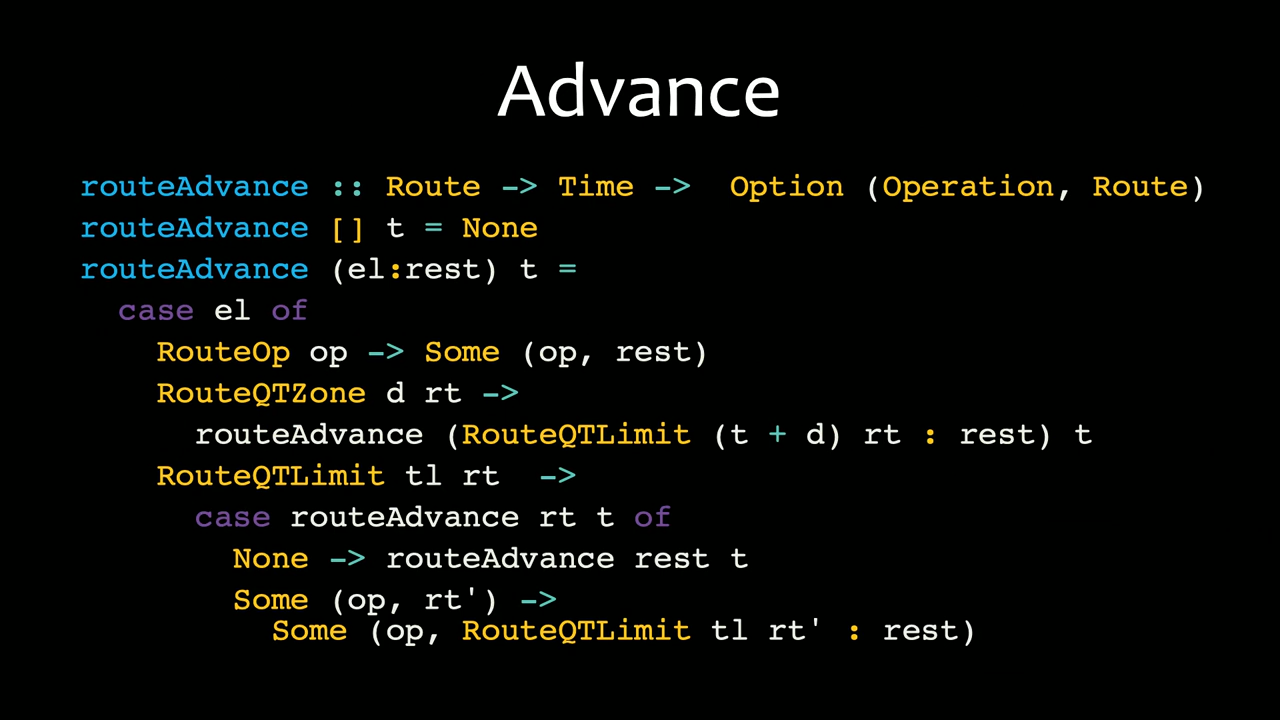 Advance
routeAdvance :: Route -> Time ->  Option (Operation, Route)
routeAdvance [] t = None
routeAdvance (el:rest) t =
  case el of
    RouteOp op -> Some (op, rest)
    RouteQTZone d rt ->
      routeAdvance (RouteQTLimit (t + d) rt : rest) t
    RouteQTLimit tl rt  ->
      case routeAdvance rt t of
        None -> routeAdvance rest t
        Some (op, rt') ->
          Some (op, RouteQTLimit tl rt' : rest)